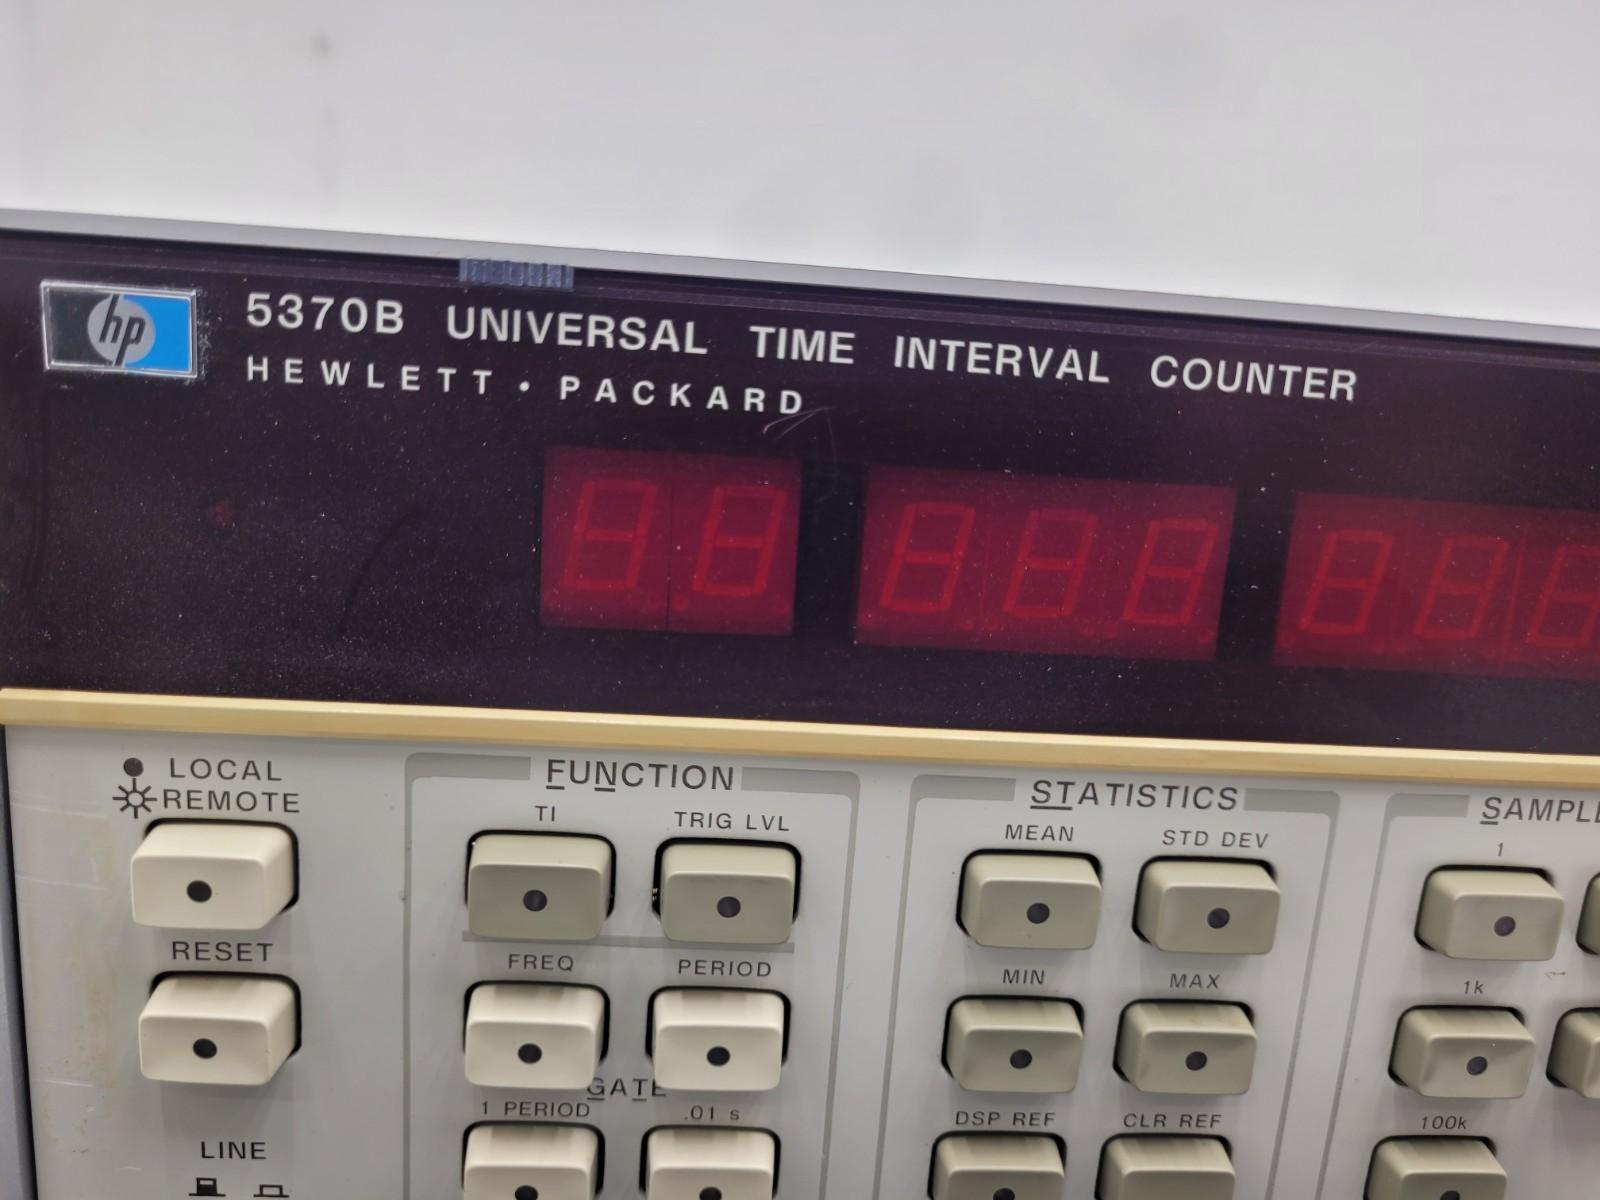 hp
5370B UNIVERSAL TIME INTERVAL COUNTER
HEWLETT • PACKARD
LOCAL
REMOTE
RESET
LINE
FUNCTION
TI TRIG LVL
FREQ PERIOD
GATE
1 PERIOD .01 s
STATISTICS
MEAN STD DEV
MIN MAX
DSP REF CLR REF
1
1k
100k